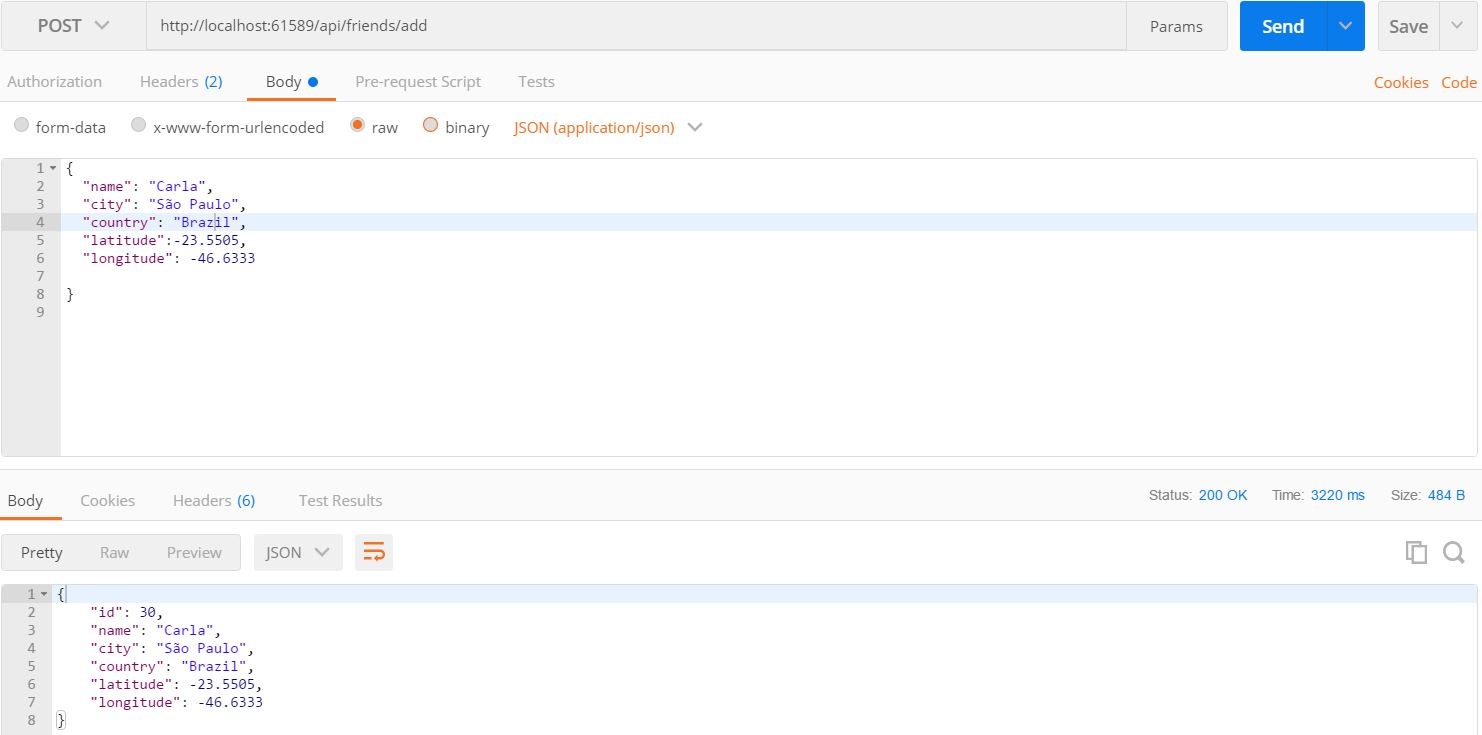 POST http://localhost:61589/api/friends/add Params Send Save
Authorization Headers (2) Body Pre-request Script Tests Cookies Code
form-data x-www-form-urlencoded raw binary JSON (application/json)
1 {
2 "name": "Carla",
3 "city": "São Paulo",
4 "country": "Brazil",
5 "latitude":-23.5505,
6 "longitude": -46.6333
7
8 }
9
Body Cookies Headers (6) Test Results Status: 200 OK Time: 3220 ms Size: 484 B
Pretty Raw Preview JSON
1 {
2 "id": 30,
3 "name": "Carla",
4 "city": "São Paulo",
5 "country": "Brazil",
6 "latitude": -23.5505,
7 "longitude": -46.6333
8 }